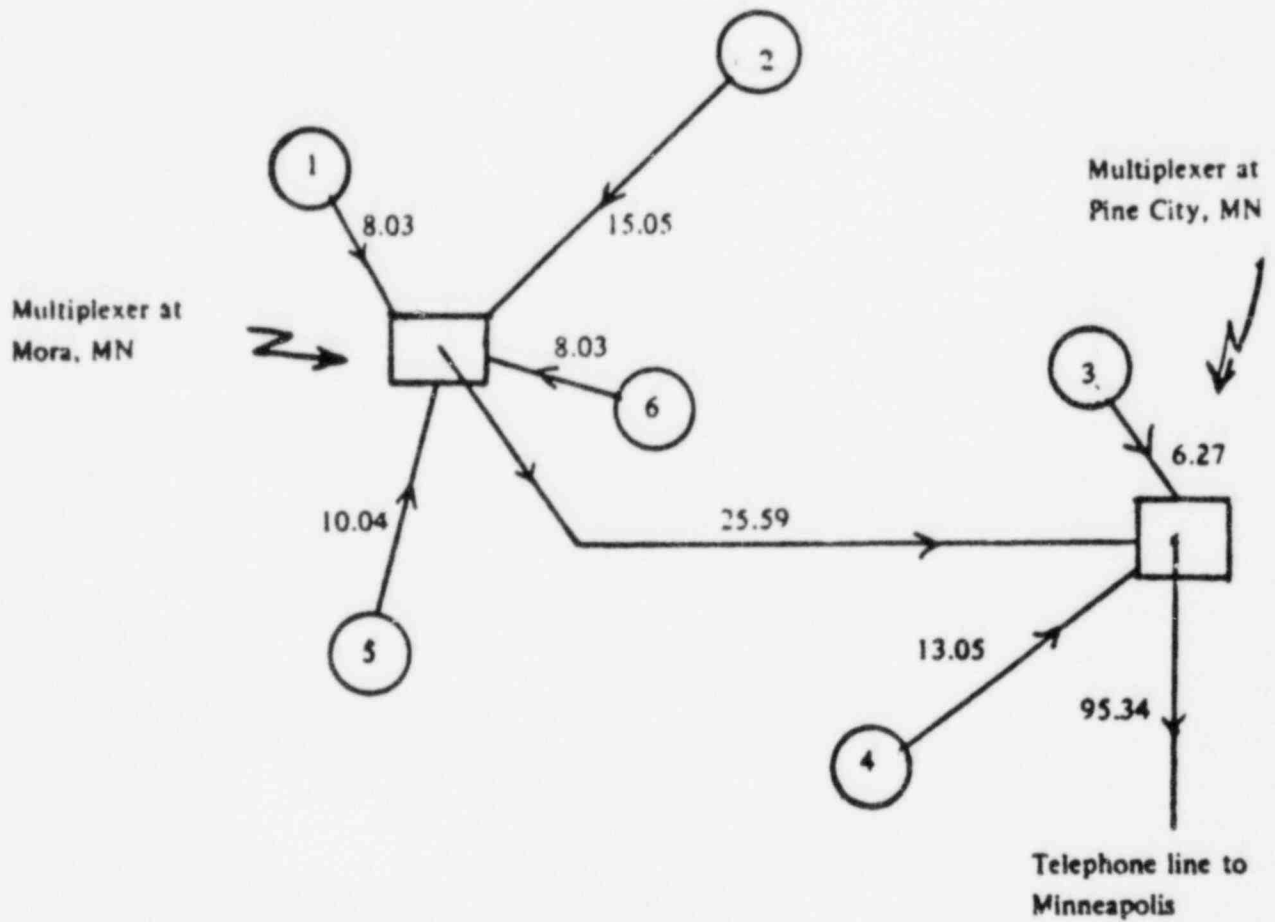 2
1
Multiplexer at
Pine City, MN
8.03
15.05
Multiplexer at
Mora, MN
8.03
3
6
6.27
10.04
25.59
5
13.05
4
95.34
Telephone line to
Minneapolis